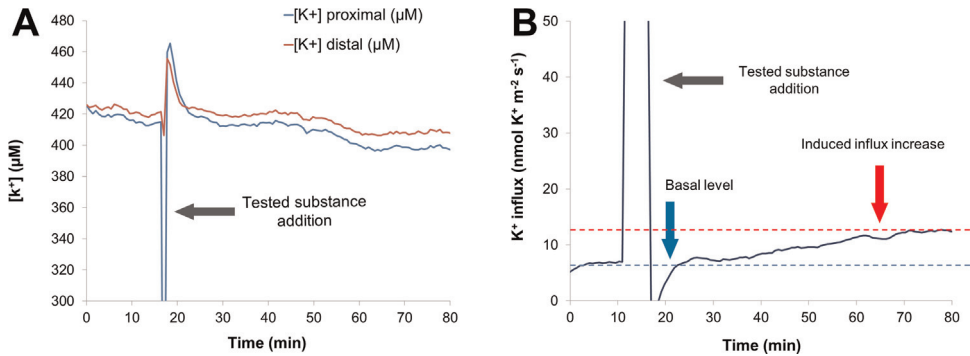 A
[K+] proximal (µM)
[K+] distal (µM)
480
460
440
420
400
380
360
340
320
300
[k⁺] (µM)
Tested substance
addition
0
10
20
30
40
50
60
70
80
Time (min)
B
50
40
30
20
10
0
K⁺ influx (nmol K⁺ m⁻² s⁻¹)
Tested substance
addition
Induced influx
increase
Basal level
0
10
20
30
40
50
60
70
80
Time (min)